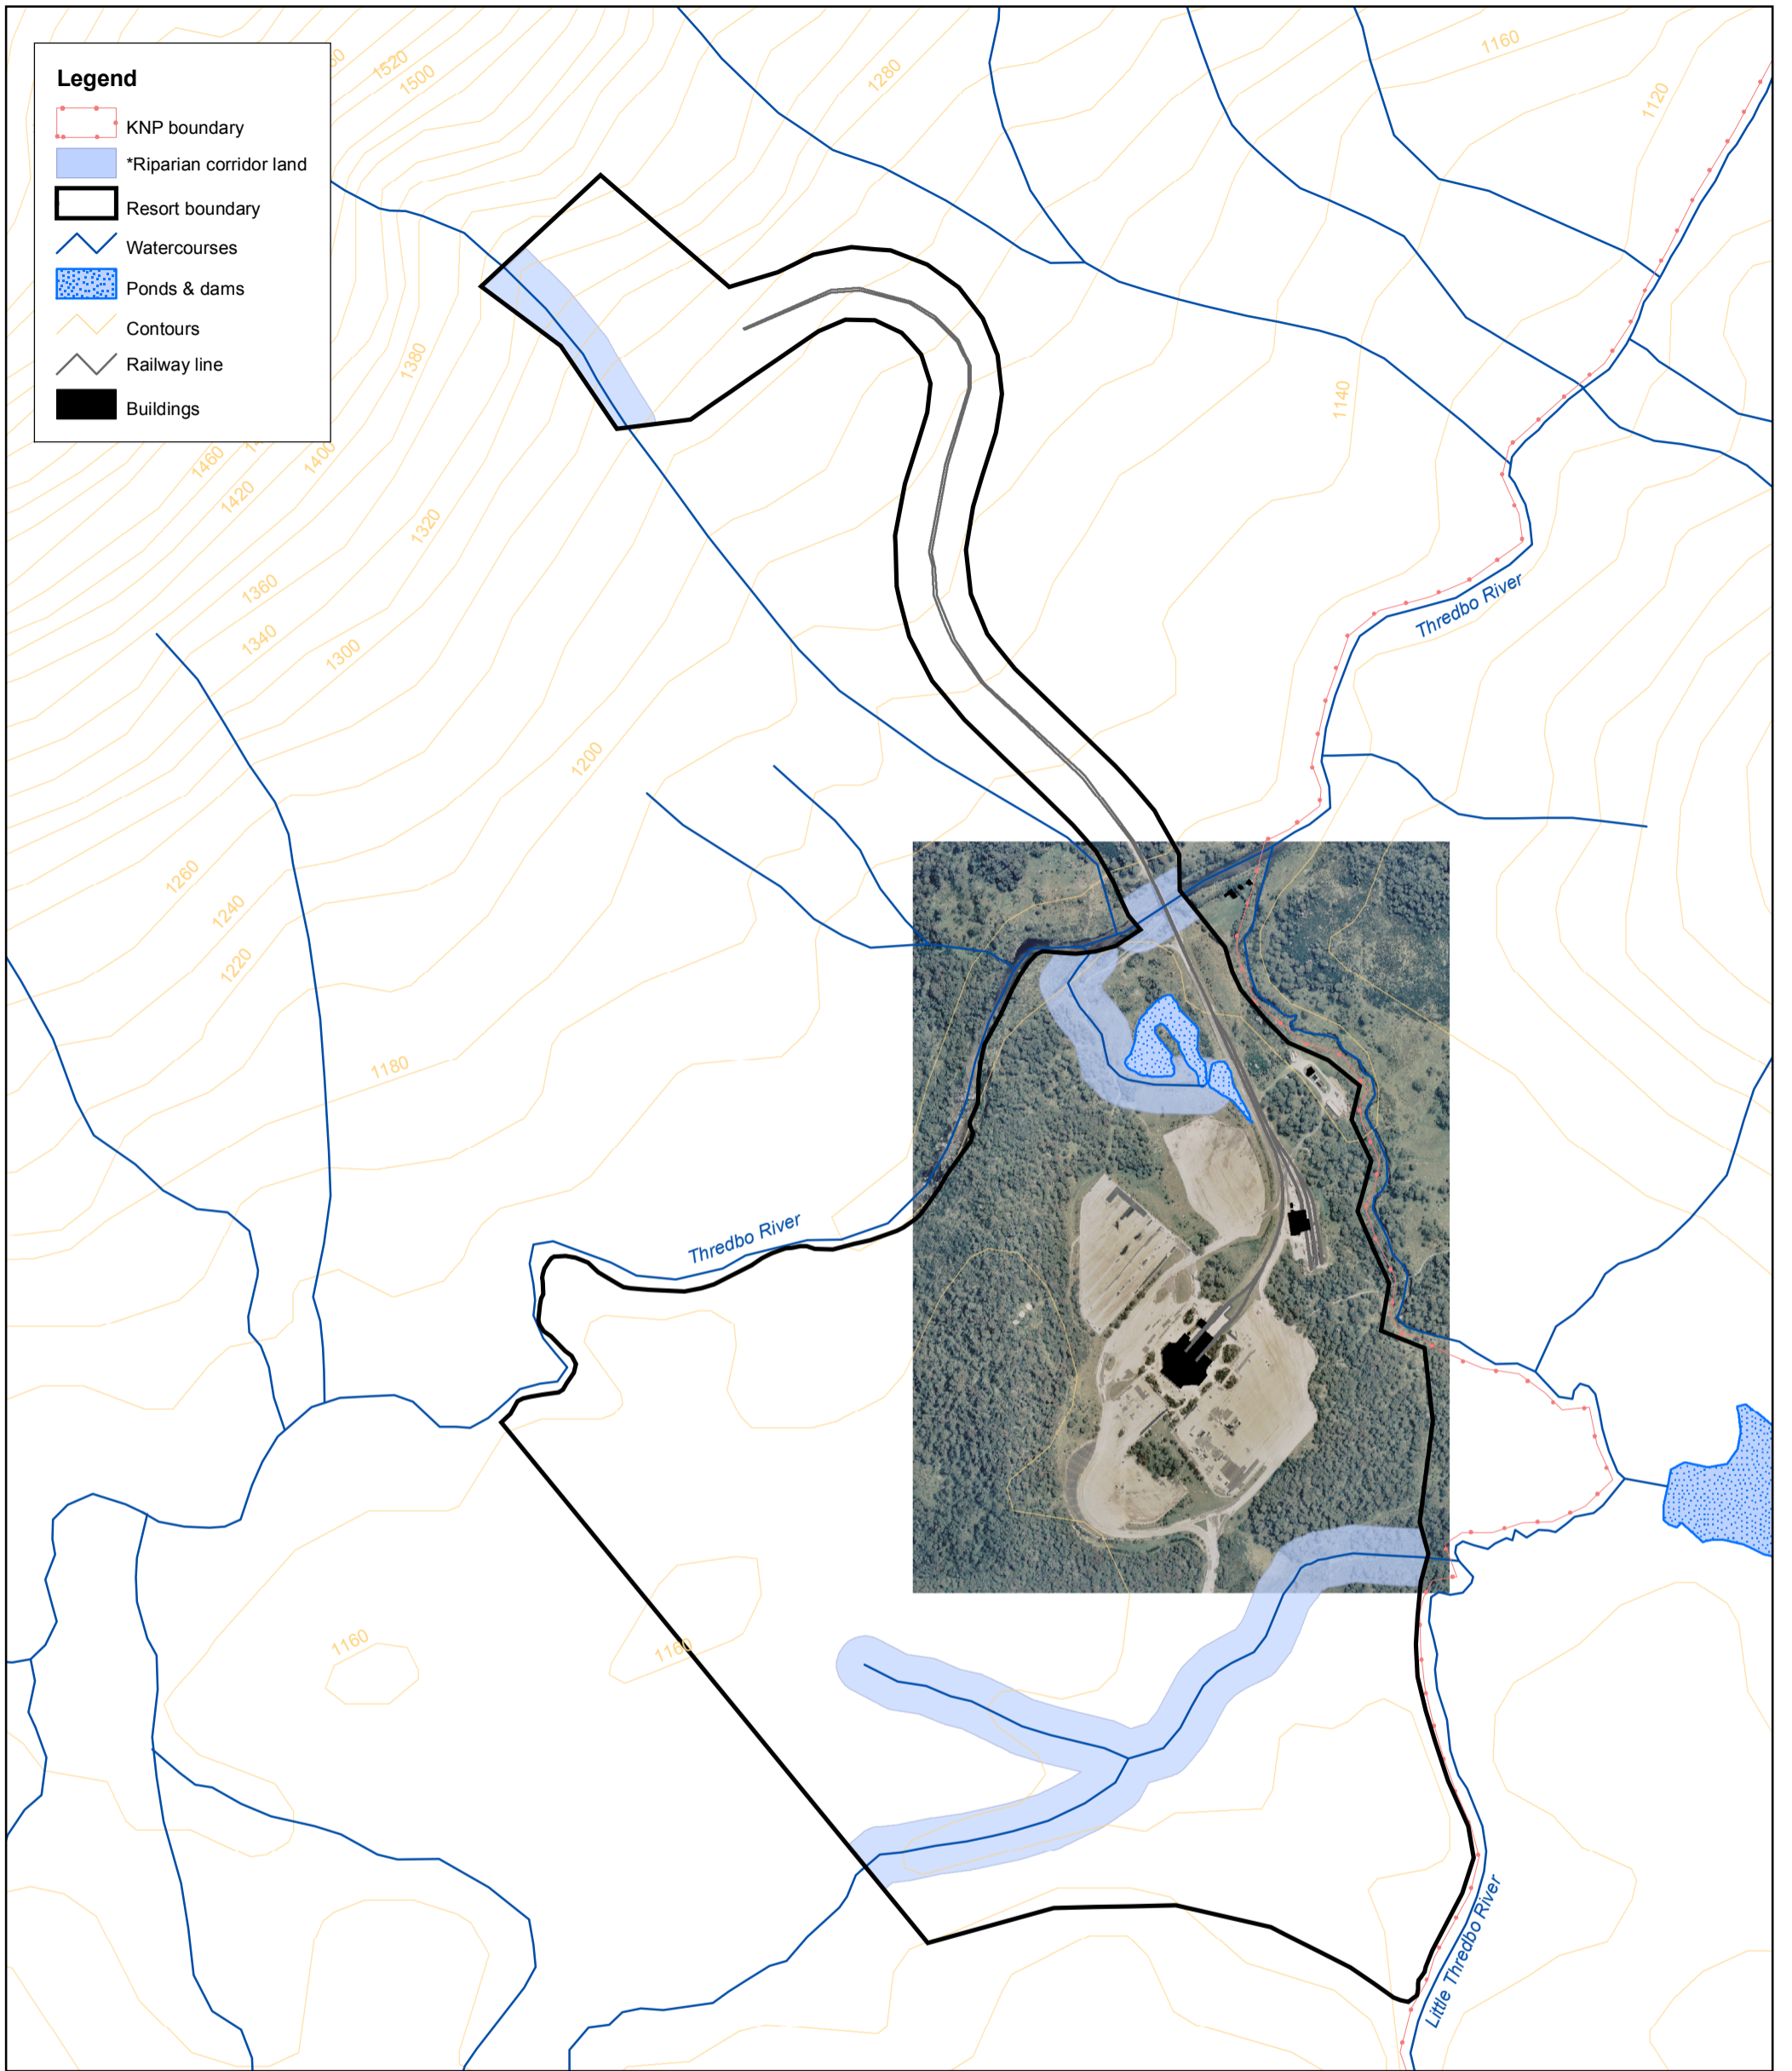 Legend
KNP boundary
*Riparian corridor land
Resort boundary
Watercourses
Ponds & dams
Contours
Railway line
Buildings
1520
1500
1280
1160
1120
1380
1140
1460
1400
1420
1320
1360
1340
1300
Thredbo River
1200
1260
1240
1220
1180
Thredbo River
1160
1160
Little Thredbo River